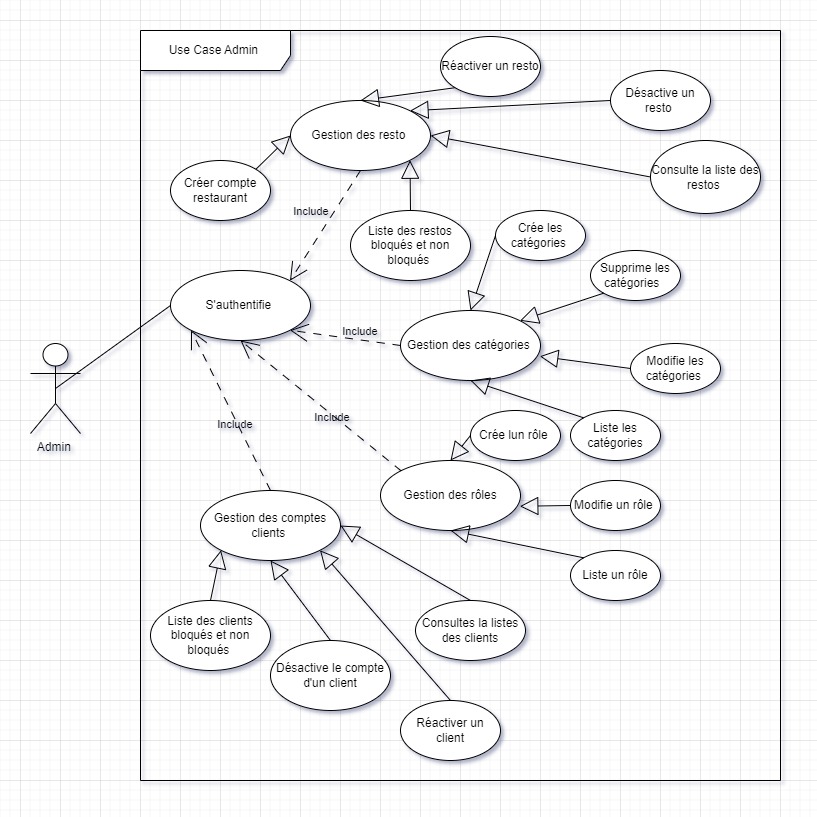 Use Case Admin
Réactiver un resto
Désactive un
resto
Gestion des resto
Consulte la liste des
restos
Créer compte
restaurant
Include
Liste des restos
bloqués et non
bloqués
Crée les
catégories
Supprime les
catégories
S'authentifie
Include
Gestion des catégories
Modifie les
catégories
Admin
Include
Include
Crée lun rôle
Liste les
catégories
Gestion des rôles
Modifie un rôle
Gestion des comptes
clients
Liste un rôle
Liste des clients
bloqués et non
bloqués
Consultes la listes
des clients
Désactive le compte
d'un client
Réactiver un
client